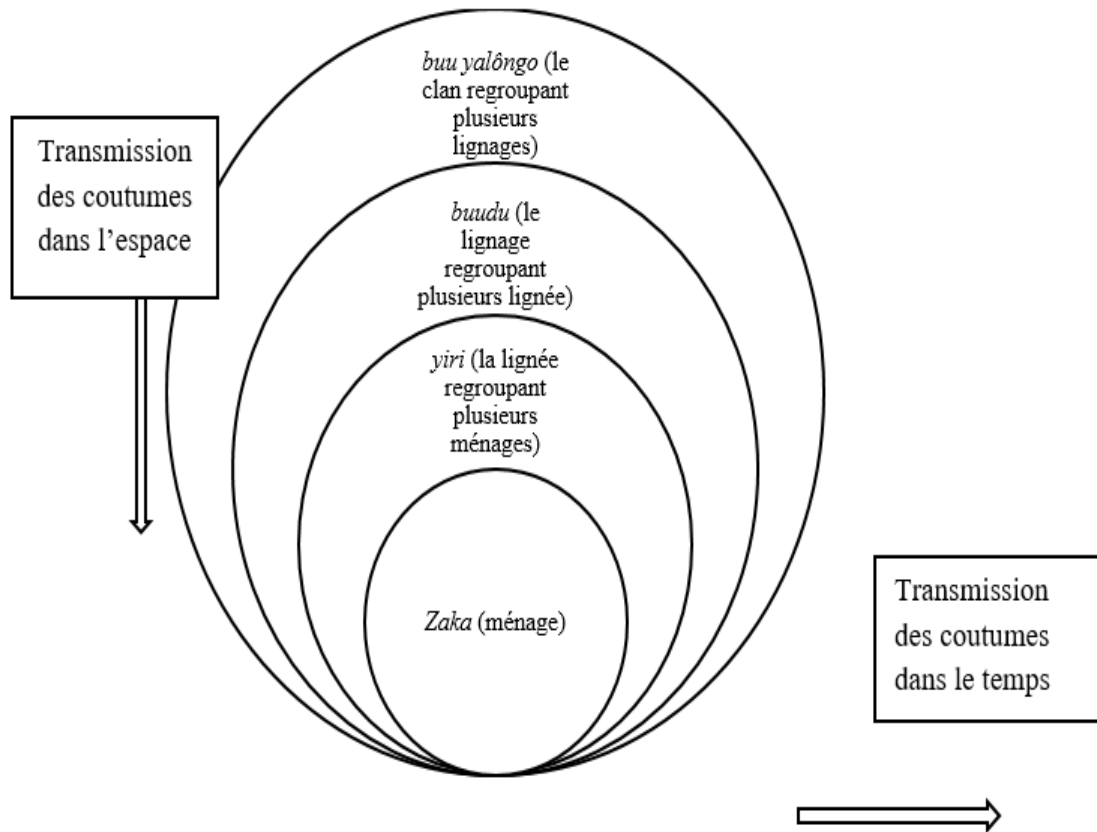 buu yalôngo (le
clan regroupant
plusieurs
lignages)
Transmission
des coutumes
dans l’espace
buudu (le
lignage
regroupant
plusieurs lignée)
yiri (la lignée
regroupant
plusieurs
ménages)
Zaka (ménage)
Transmission
des coutumes
dans le temps